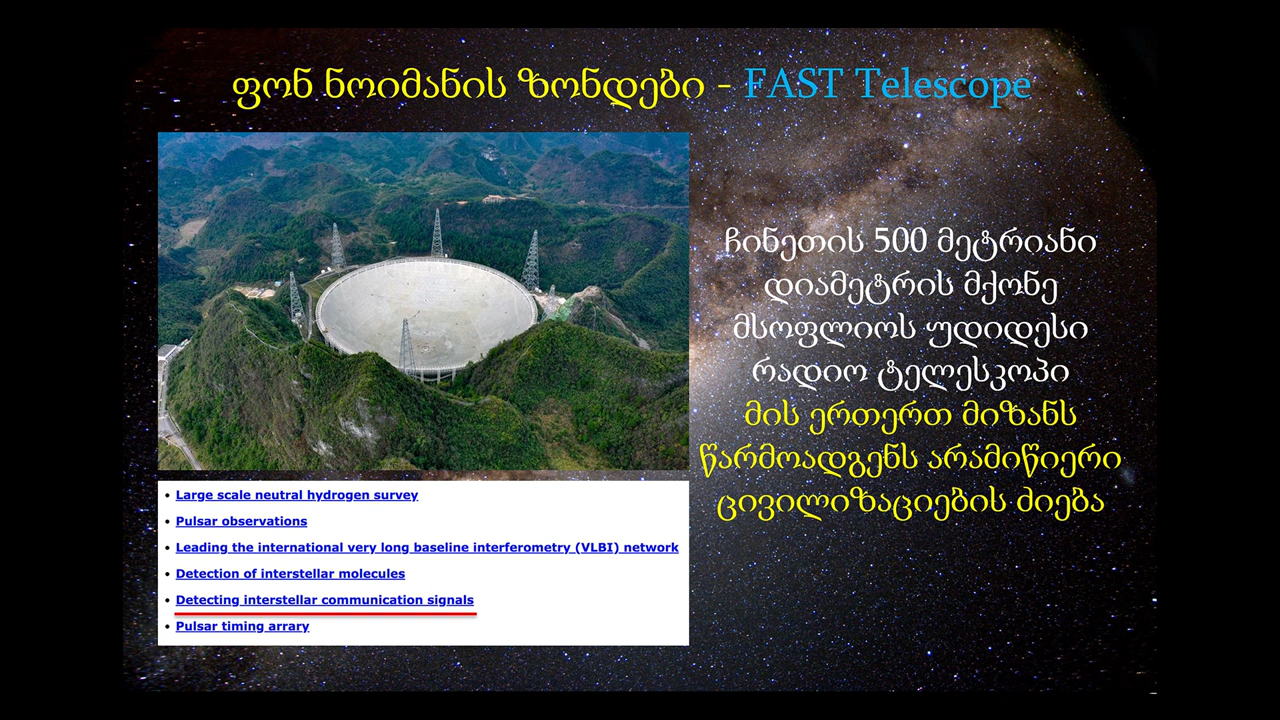 ფონ ნოიმანის ზონდები - FAST Telescope
ჩინეთის 500 მეტრიანი
დიამეტრის მქონე
მსოფლიოს უდიდესი
რადიო ტელესკოპი
მის ერთერთ მიზანს
წარმოადგენს არამიწიერი
ცივილიზაციების ძიება
• Large scale neutral hydrogen survey
• Pulsar observations
• Leading the international very long baseline interferometry (VLBI) network
• Detection of interstellar molecules
• Detecting interstellar communication signals
• Pulsar timing arrary